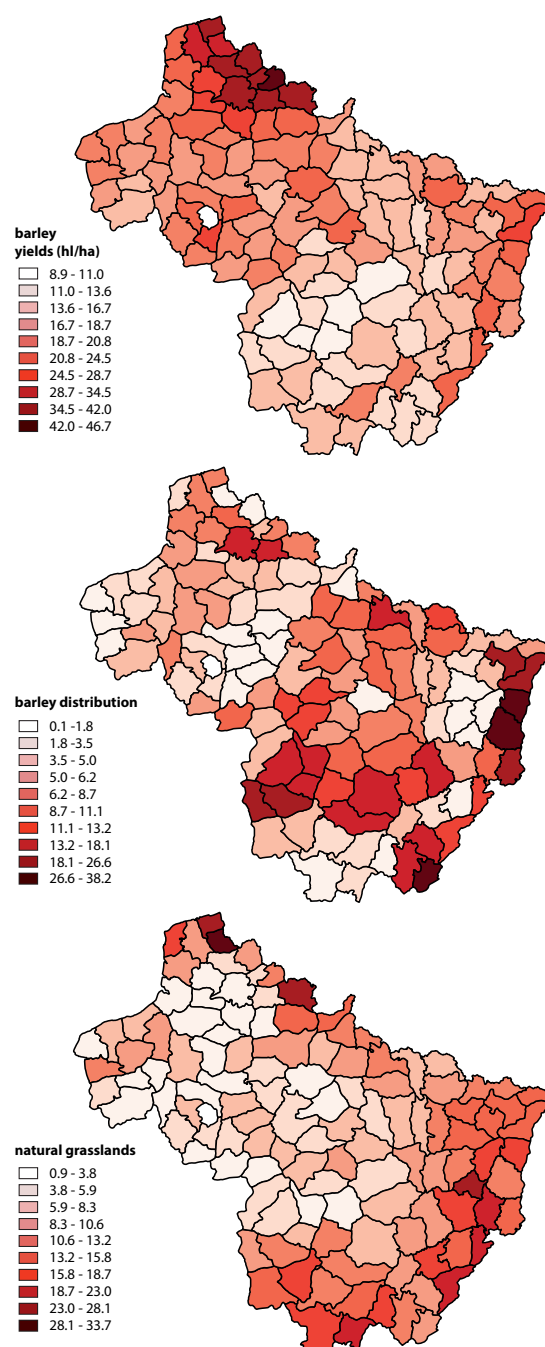 barley
yields (hl/ha)
8.9 - 11.0
11.0 - 13.6
13.6 - 16.7
16.7 - 18.7
18.7 - 20.8
20.8 - 24.5
24.5 - 28.7
28.7 - 34.5
34.5 - 42.0
42.0 - 46.7
barley distribution
0.1 -1.8
1.8 - 3.5
3.5 - 5.0
5.0 - 6.2
6.2 - 8.7
8.7 - 11.1
11.1 - 13.2
13.2 - 18.1
18.1 - 26.6
26.6 - 38.2
natural grasslands
0.9 - 3.8
3.8 - 5.9
5.9 - 8.3
8.3 - 10.6
10.6 - 13.2
13.2 - 15.8
15.8 - 18.7
18.7 - 23.0
23.0 - 28.1
28.1 - 33.7